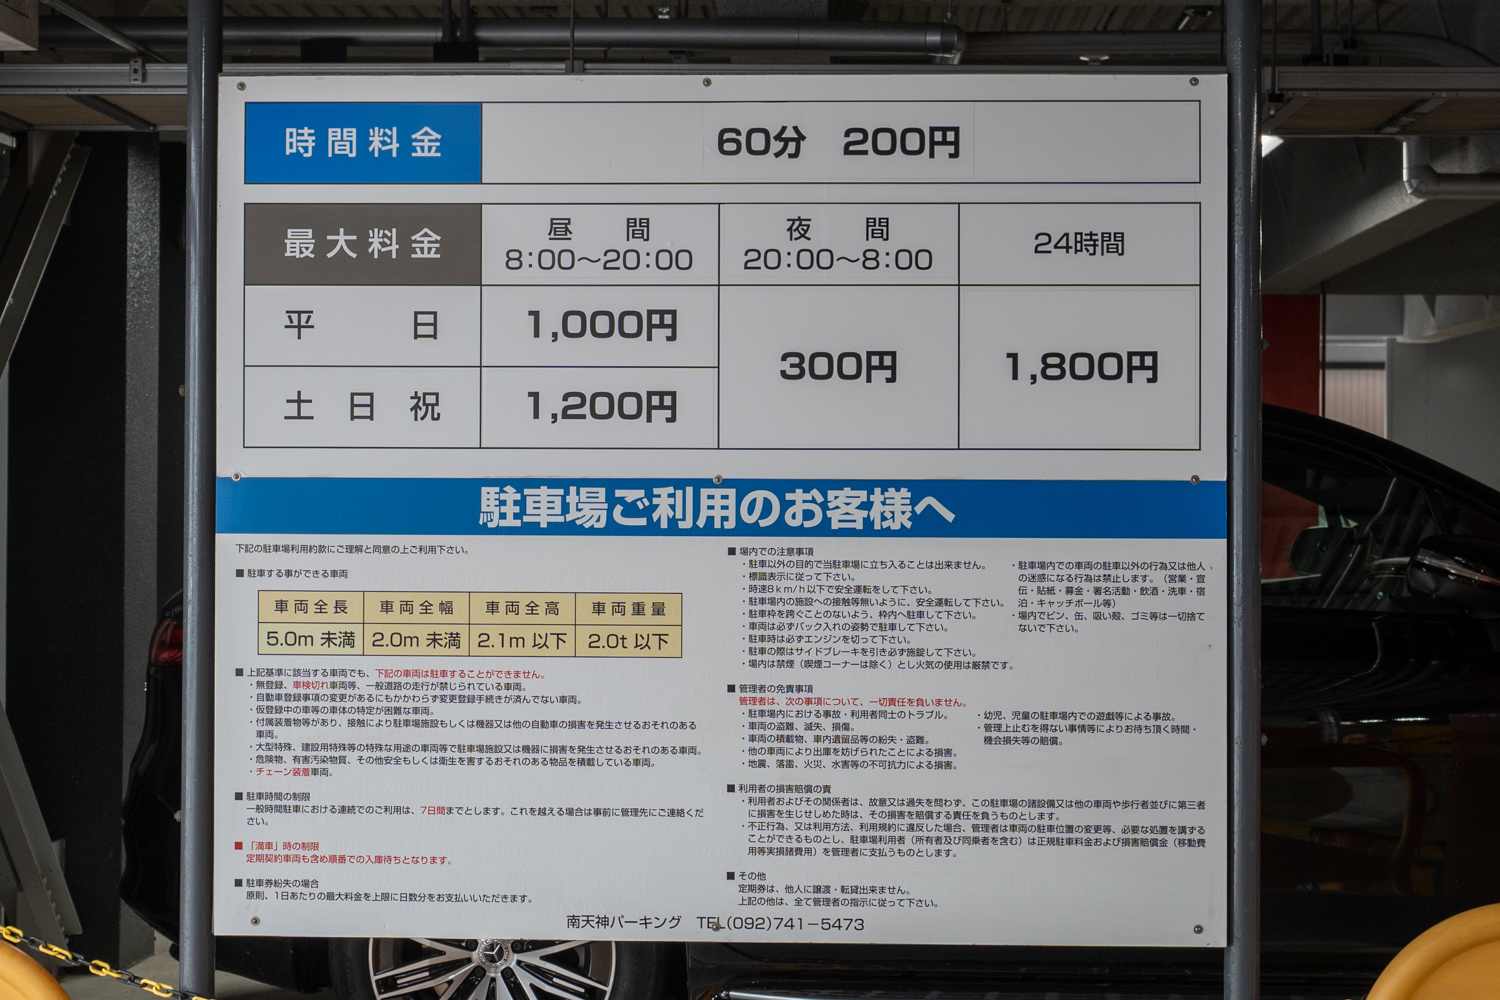 時間料金 60分 200円
最大料金 昼間 8:00～20:00 夜間 20:00～8:00 24時間
平日 1,000円 300円 1,800円
土日祝 1,200円
駐車場ご利用のお客様へ
下記の駐車場利用約款にご理解と同意の上ご利用下さい。
■ 駐車する事ができる車両
車両全長 車両全幅 車両全高 車両重量
5.0m 未満 2.0m 未満 2.1m 以下 2.0t 以下
■ 上記基準に該当する車両でも、下記の車両は駐車することができません。
・無登録、車検切れ車両等、一般道路の走行が禁じられている車両。
・自動車登録事項の変更があるにもかかわらず変更登録手続きが済んでない車両。
・仮登録中の車等の車体の特定が困難な車両。
・付属装着物等があり、接触により駐車場施設もしくは機器又は他の自動車の損害を発生させるおそれのある
車両。
・大型特殊、建設用特殊等の特殊な用途の車両等で駐車場施設又は機器に損害を発生させるおそれのある車両。
・危険物、有害汚染物質、その他安全もしくは衛生を害するおそれのある物品を積載している車両。
・チェーン装着車両。
■ 駐車時間の制限
一般時間駐車における連続でのご利用は、7日間までとします。これを越える場合は事前に管理先にご連絡くだ
さい。
■ 「満車」時の制限
定期契約車両も含め順番での入庫待ちとなります。
■ 駐車券紛失の場合
原則、1日あたりの最大料金を上限に日数分をお支払いいただきます。
■ 場内での注意事項
・駐車以外の目的で当駐車場に立ち入ることは出来ません。
・標識表示に従って下さい。
・時速8ｋｍ/ｈ以下で安全運転をして下さい。
・駐車場内の施設への接触等無いように、安全運転して下さい。
・駐車枠を跨ぐことのないよう、枠内へ駐車して下さい。
・車両は必ずバック入れの姿勢で駐車して下さい。
・駐車時は必ずエンジンを切って下さい。
・駐車の際はサイドブレーキを引き必ず施錠して下さい。
・場内は禁煙（喫煙コーナーは除く）とし火気の使用は厳禁です。
・駐車場内での車両の駐車以外の行為又は他人
の迷惑になる行為は禁止します。（営業・宣
伝・貼紙・募金・署名活動・飲酒・洗車・宿
泊・キャッチボール等）
・場内でビン、缶、吸い殻、ゴミ等は一切捨て
ないで下さい。
■ 管理者の免責事項
管理者は、次の事項について、一切責任を負いません。
・駐車場内における事故・利用者同士のトラブル。
・車両の盗難、滅失、損傷。
・車両の積載物、車内遺留品等の紛失・盗難。
・他の車両により出庫を妨げられたことによる損害。
・地震、落雷、火災、水害等の不可抗力による損害。
・幼児、児童の駐車場内での遊戯等による事故。
・管理上止むを得ない事情等によりお待ち頂く時間・
機会損失等の賠償。
■ 利用者の損害賠償の責
・利用者およびその関係者は、故意又は過失を問わず、この駐車場の諸設備又は他の車両や歩行者並びに第三者
に損害を生じせしめた時は、その損害を賠償する責任を負うものとします。
・不正行為、又は利用方法、利用規約に違反した場合、管理者は車両の駐車位置の変更等、必要な処置を講ずる
ことができるものとし、駐車場利用者（所有者及び同乗者を含む）は正規駐車料金および損害賠償金（移動費
用等実損諸費用）を管理者に支払うものとします。
■ その他
定期券は、他人に譲渡・転貸出来ません。
上記の他は、全て管理者の指示に従って下さい。
南天神パーキング TEL(092)741－5473